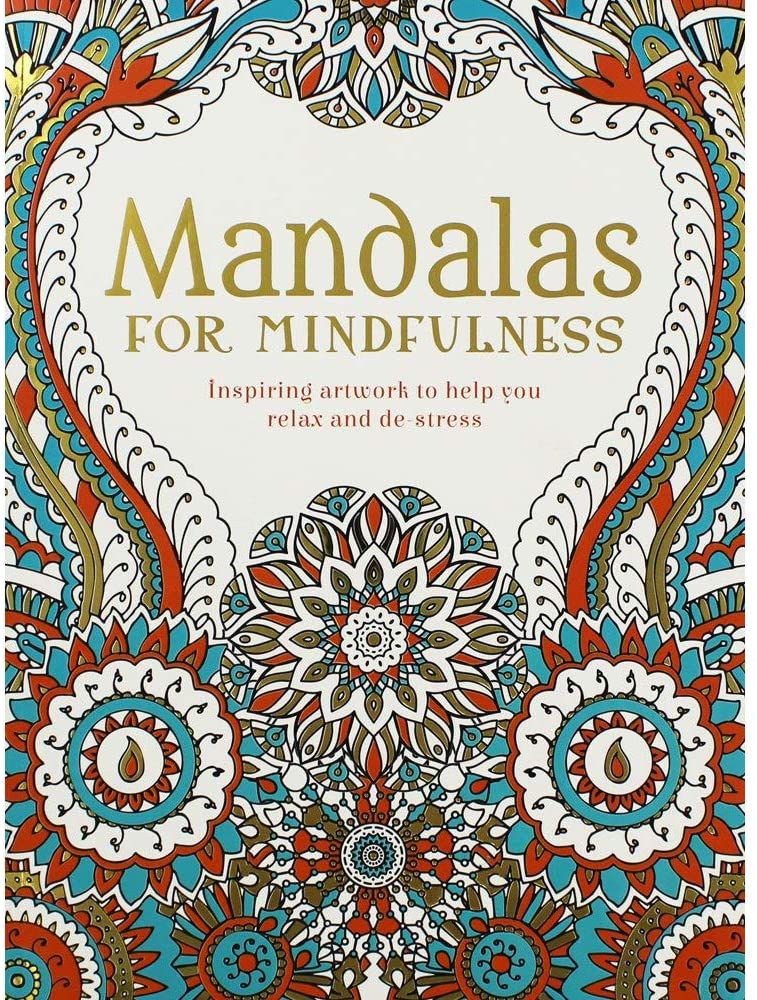 Mandalas
FOR MINDFULNESS
Inspiring artwork to help you
relax and de-stress